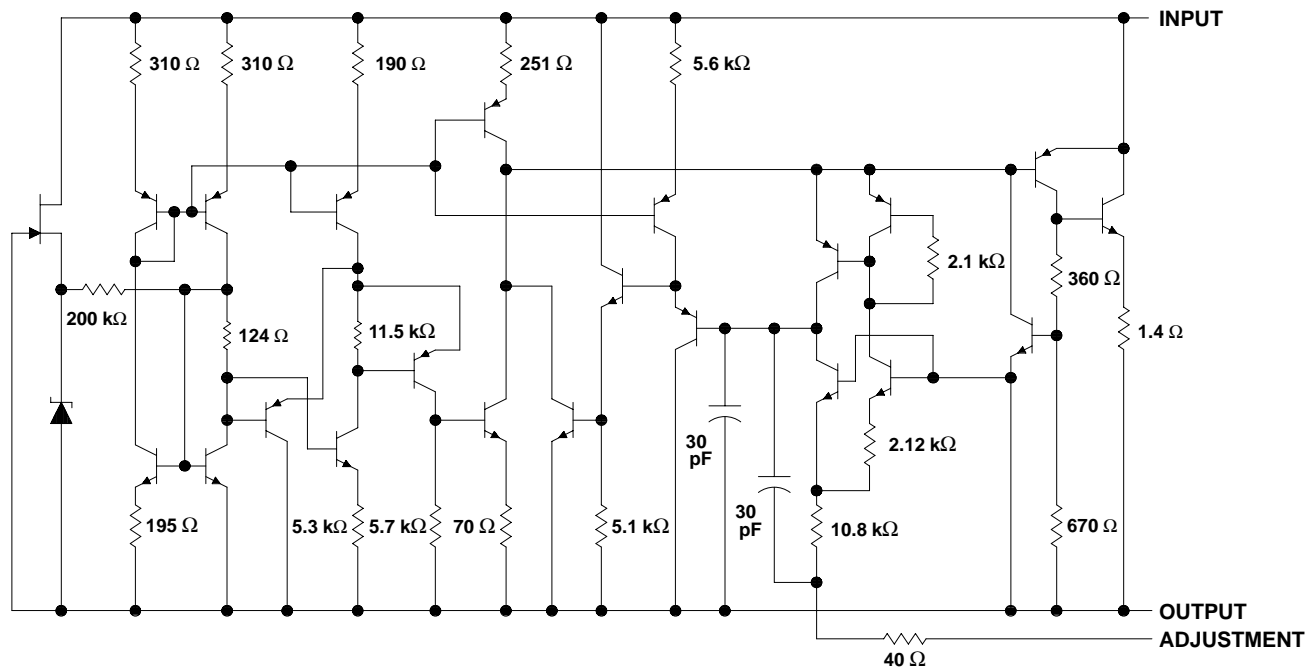 INPUT
310 Ω
310 Ω
190 Ω
251 Ω
5.6 kΩ
2.1 kΩ
360 Ω
200 kΩ
124 Ω
11.5 kΩ
1.4 Ω
30
pF
2.12 kΩ
30
pF
195 Ω
5.3 kΩ
5.7 kΩ
70 Ω
5.1 kΩ
10.8 kΩ
670 Ω
OUTPUT
ADJUSTMENT
40 Ω